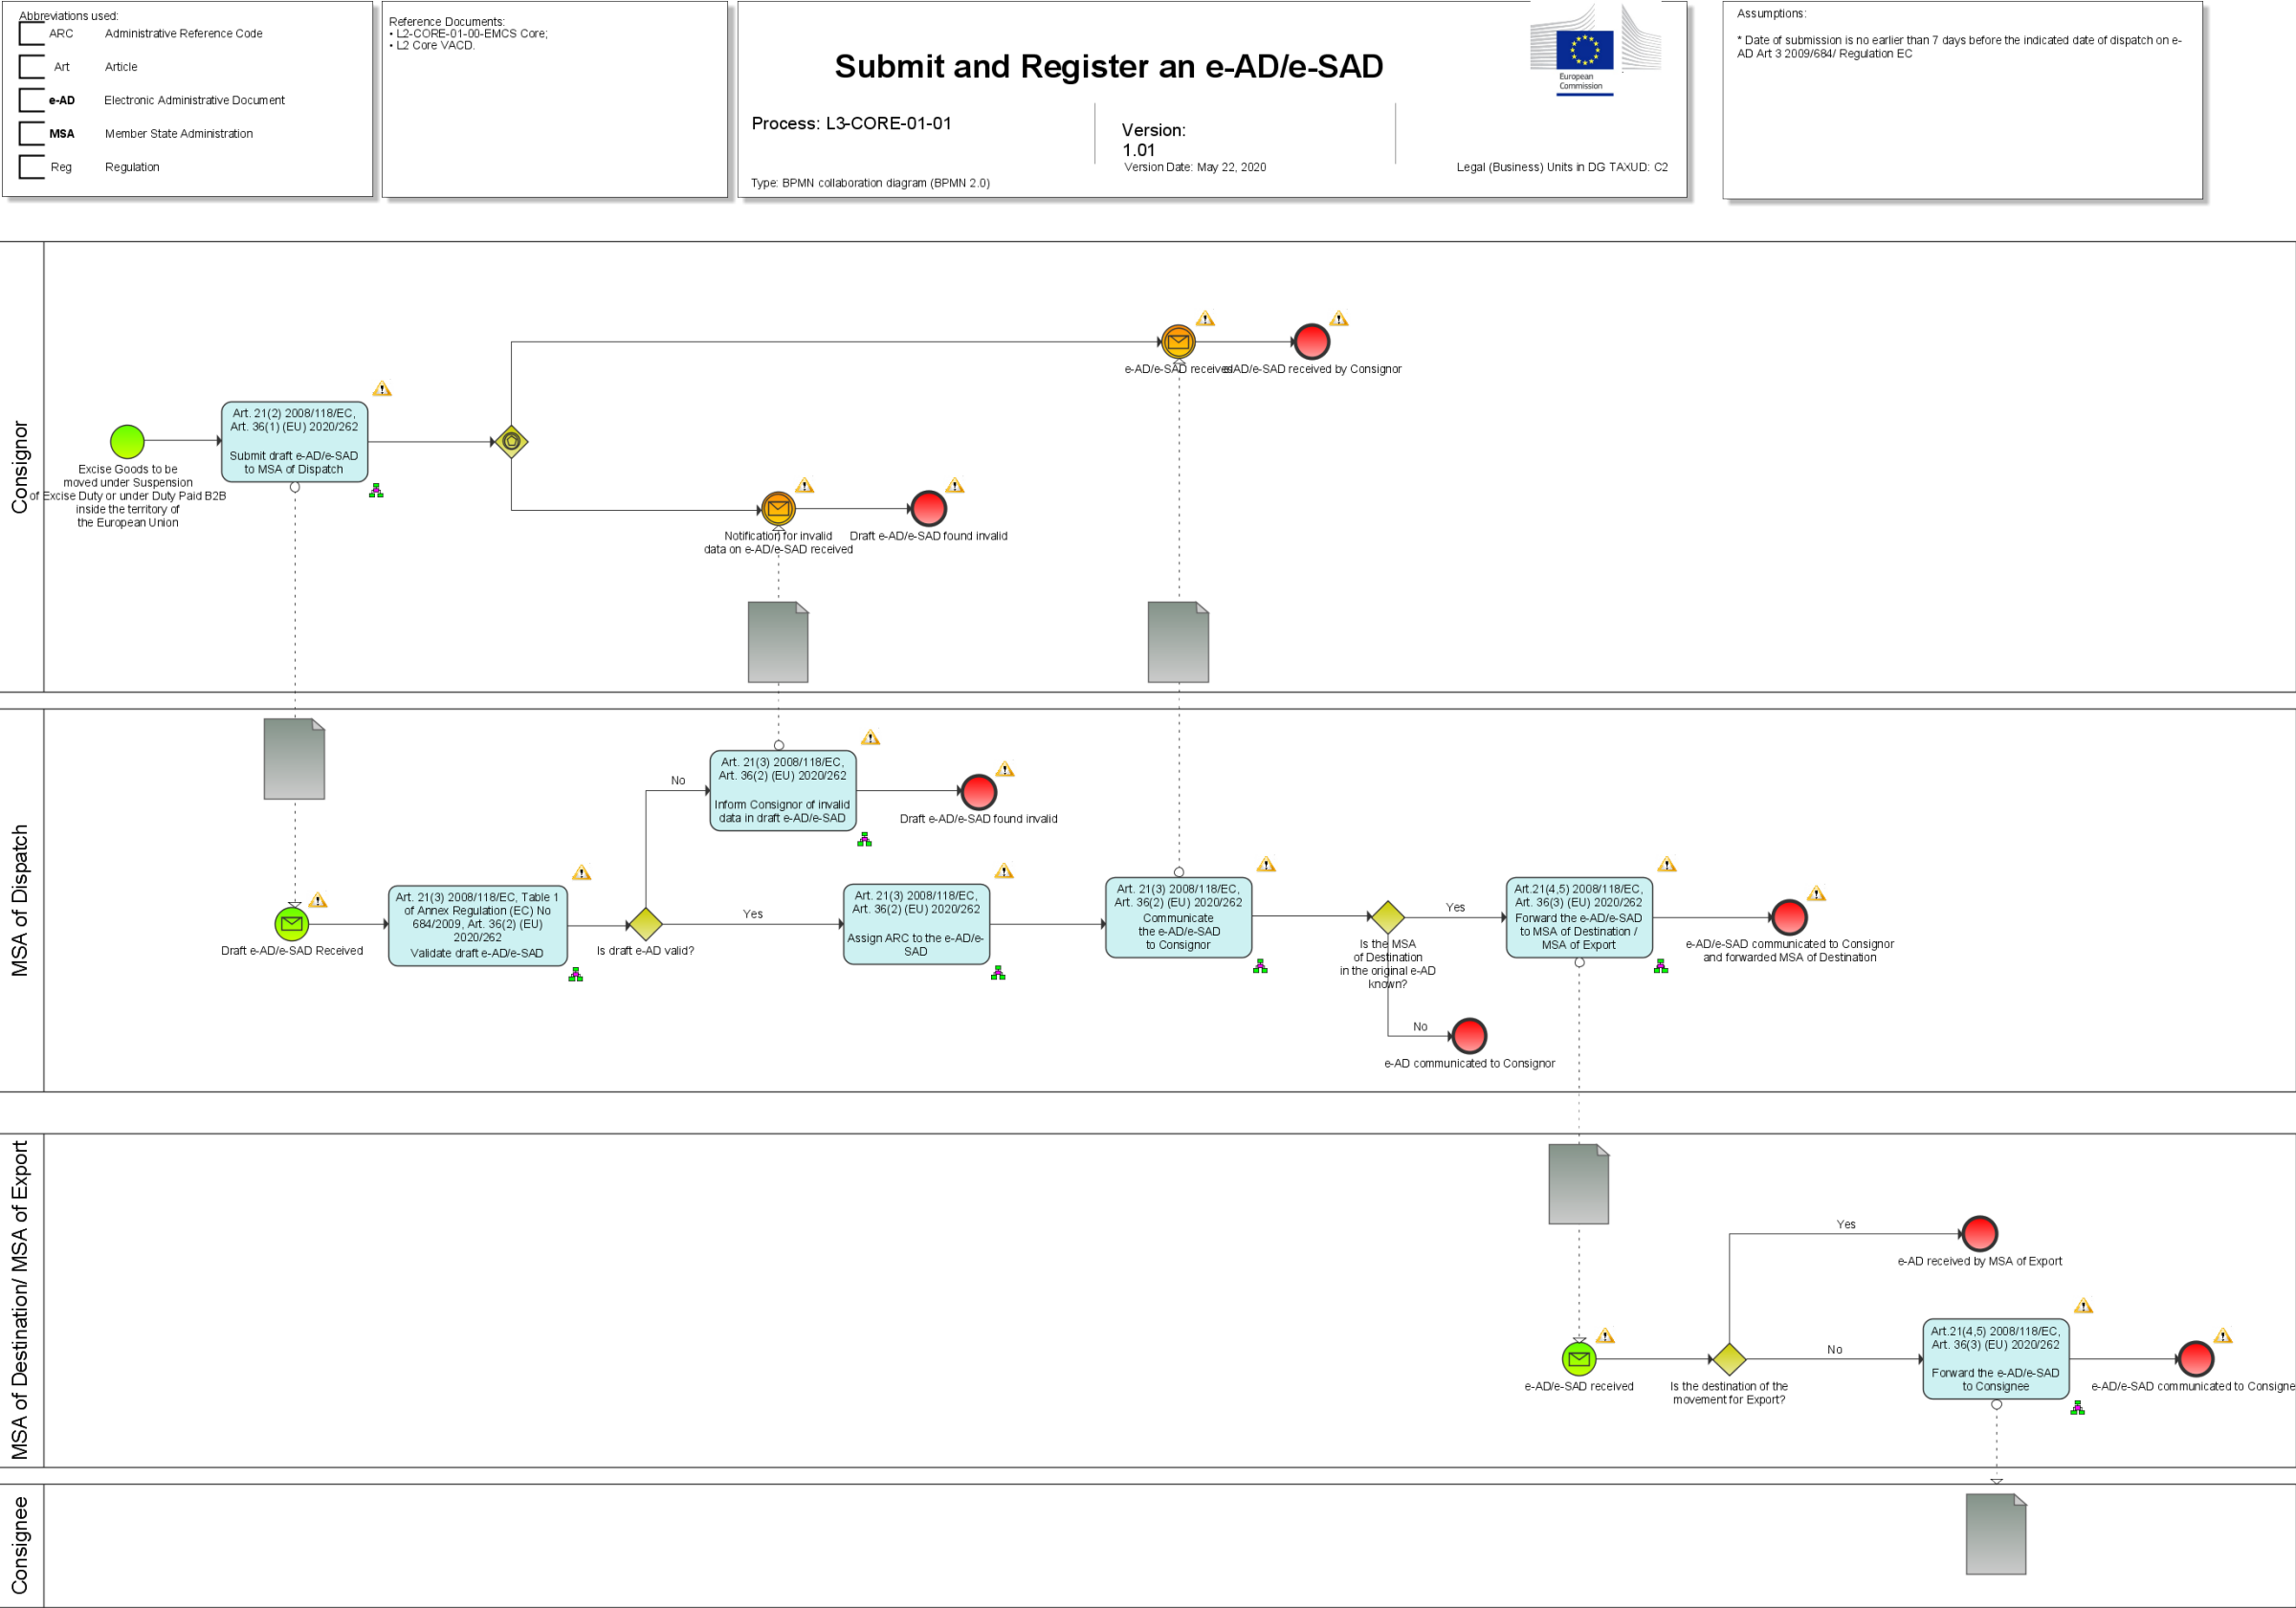 Abbreviations used:
ARC Administrative Reference Code
Art Article
e-AD Electronic Administrative Document
MSA Member State Administration
Reg Regulation
Reference Documents:
• L2-CORE-01-00-EMCS Core;
• L2 Core VACD.
Submit and Register an e-AD/e-SAD
Process: L3-CORE-01-01
Version:
1.01
Version Date: May 22, 2020
Legal (Business) Units in DG TAXUD: C2
Type: BPMN collaboration diagram (BPMN 2.0)
European
Commission
Assumptions:
* Date of submission is no earlier than 7 days before the indicated date of dispatch on e-
AD Art 3 2009/684/ Regulation EC
Consignor
Excise Goods to be
moved under Suspension
of Excise Duty or under Duty Paid B2B
inside the territory of
the European Union
Art. 21(2) 2008/118/EC,
Art. 36(1) (EU) 2020/262
Submit draft e-AD/e-SAD
to MSA of Dispatch
e-AD/e-SAD received
e-AD/e-SAD received by Consignor
Notification for invalid
data on e-AD/e-SAD received
Draft e-AD/e-SAD found invalid
MSA of Dispatch
Draft e-AD/e-SAD Received
Art. 21(3) 2008/118/EC, Table 1
of Annex Regulation (EC) No
684/2009, Art. 36(2) (EU)
2020/262
Validate draft e-AD/e-SAD
Is draft e-AD valid?
No
Art. 21(3) 2008/118/EC,
Art. 36(2) (EU) 2020/262
Inform Consignor of invalid
data in draft e-AD/e-SAD
Draft e-AD/e-SAD found invalid
Yes
Art. 21(3) 2008/118/EC,
Art. 36(2) (EU) 2020/262
Assign ARC to the e-AD/e-
SAD
Art. 21(3) 2008/118/EC,
Art. 36(2) (EU) 2020/262
Communicate
the e-AD/e-SAD
to Consignor
Is the MSA
of Destination
in the original e-AD
known?
Yes
Art.21(4,5) 2008/118/EC,
Art. 36(3) (EU) 2020/262
Forward the e-AD/e-SAD
to MSA of Destination /
MSA of Export
e-AD/e-SAD communicated to Consignor
and forwarded MSA of Destination
No
e-AD communicated to Consignor
MSA of Destination/ MSA of Export
e-AD/e-SAD received
Is the destination of the
movement for Export?
Yes
e-AD received by MSA of Export
No
Art.21(4,5) 2008/118/EC,
Art. 36(3) (EU) 2020/262
Forward the e-AD/e-SAD
to Consignee
e-AD/e-SAD communicated to Consigne
Consignee